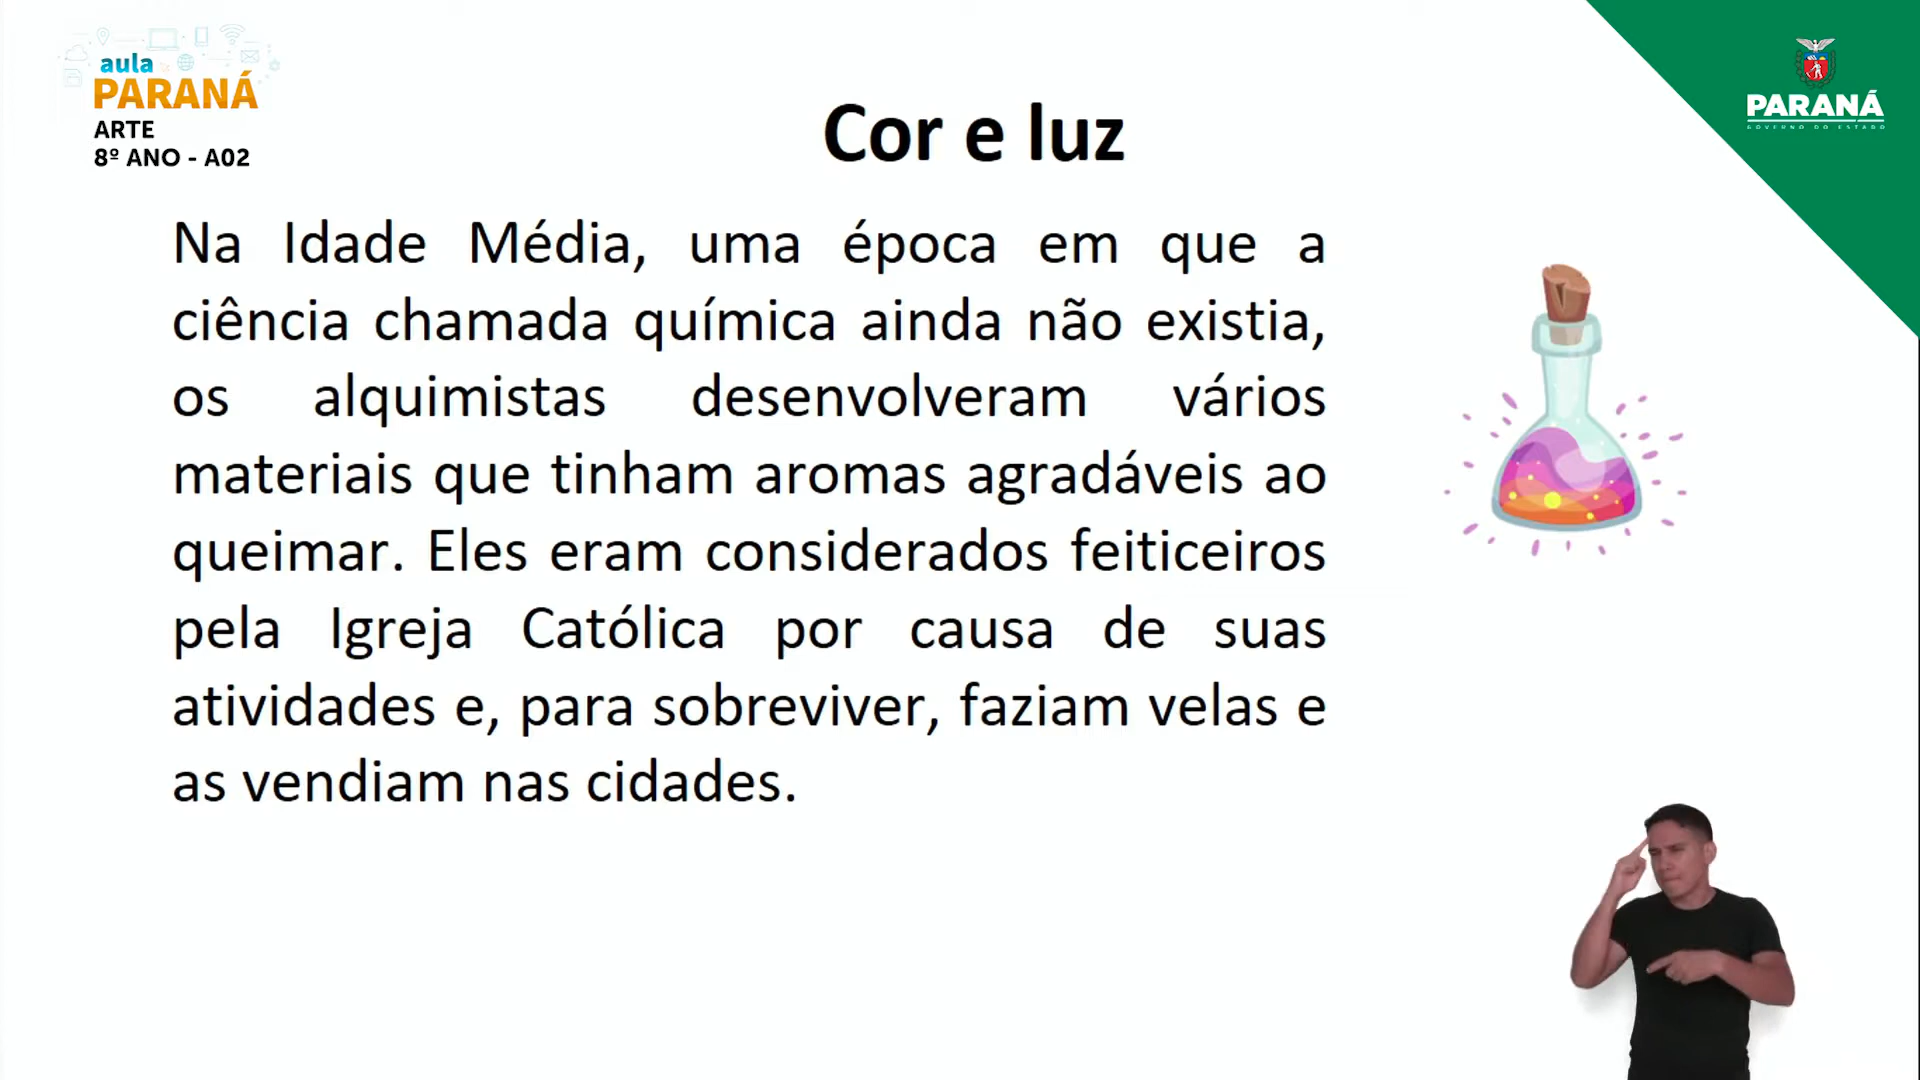 aula
PARANÁ
ARTE
8º ANO - A02
PARANÁ
GOVERNO DO ESTADO
Cor e luz
Na Idade Média, uma época em que a
ciência chamada química ainda não existia,
os alquimistas desenvolveram vários
materiais que tinham aromas agradáveis ao
queimar. Eles eram considerados feiticeiros
pela Igreja Católica por causa de suas
atividades e, para sobreviver, faziam velas e
as vendiam nas cidades.